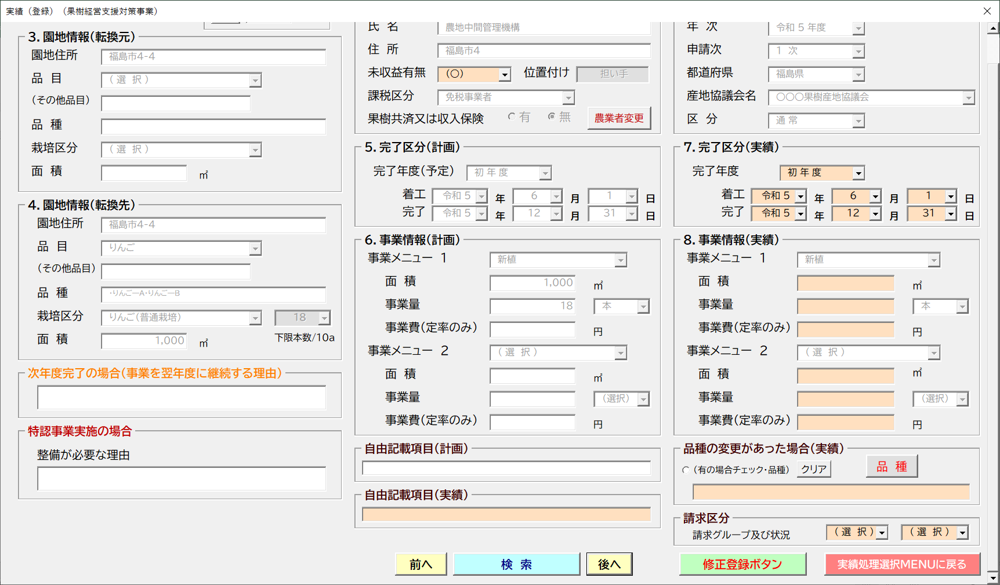 実績（登録）（果樹経営支援対策事業）
3. 園地情報(転換元)
園地住所 福島市4-4
品 目 （ 選 択 ）
（その他品目）
品 種
栽培区分 （ 選 択 ）
面 積 ㎡
4. 園地情報(転換先)
園地住所 福島市4-4
品 目 りんご
（その他品目）
品 種 ・りんご―A・りんご―B
栽培区分 りんご(普通栽培) 18
面 積 1,000 ㎡ 下限本数/10a
次年度完了の場合(事業を翌年度に継続する理由)
特認事業実施の場合
整備が必要な理由
氏 名 農地中間管理機構
住 所 福島市4
未収益有無 (〇) 位置付け 担い手
課税区分 免税事業者
果樹共済又は収入保険 有 無 農業者変更
5. 完了区分(計画)
完了年度(予定) 初 年 度
着工 令和 5 年 6 月 1 日
完了 令和 5 年 12 月 31 日
6. 事業情報(計画)
事業メニュー 1 新植
面 積 1,000 ㎡
事業量 18 本
事業費(定率のみ) 円
事業メニュー 2 （ 選 択 ）
面 積 ㎡
事業量 （選択）
事業費(定率のみ) 円
自由記載項目(計画)
自由記載項目(実績)
年 次 令和 5 年度
申請次 1 次
都道府県 福島県
産地協議会名 〇〇〇果樹産地協議会
区 分 通 常
7. 完了区分(実績)
完了年度 初 年 度
着工 令和 5 年 6 月 1 日
完了 令和 5 年 12 月 31 日
8. 事業情報(実績)
事業メニュー 1 新植
面 積 ㎡
事業量 本
事業費(定率のみ) 円
事業メニュー 2 （ 選 択 ）
面 積 ㎡
事業量 （選択）
事業費(定率のみ) 円
品種の変更があった場合(実績)
（有の場合チェック・品種） クリア 品 種
請求区分
請求グループ及び状況 （ 選 択 ） （ 選 択 ）
前へ 検 索 後へ 修正登録ボタン 実績処理選択MENUに戻る